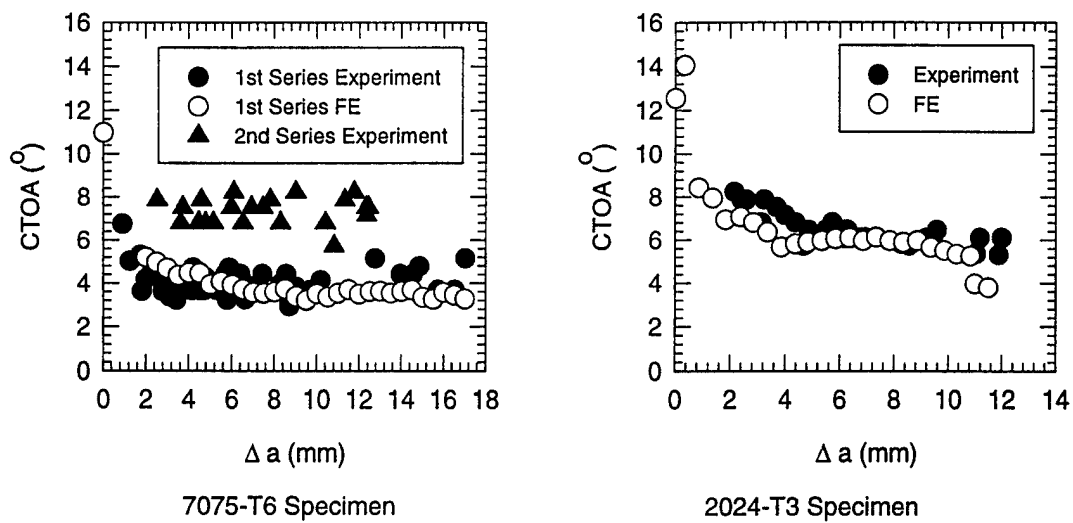 16
14
12
10
8
6
4
2
0
CTOA (°)
1st Series Experiment
1st Series FE
2nd Series Experiment
0 2 4 6 8 10 12 14 16 18
Δ a (mm)
7075-T6 Specimen
16
14
12
10
8
6
4
2
0
CTOA (°)
Experiment
FE
0 2 4 6 8 10 12 14
Δ a (mm)
2024-T3 Specimen